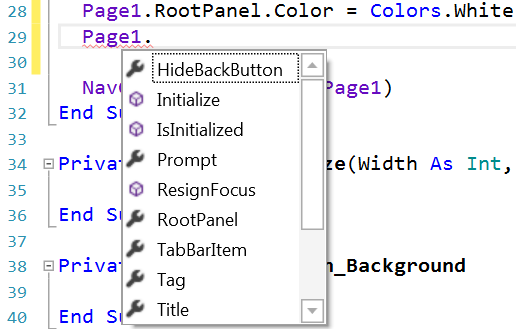 28 Page1.RootPanel.Color = Colors.White
29 Page1.
30 HideBackButton
Initialize
31 Nav Page1)
IsInitialized
32 End Su
33
Prompt
34 Priva ze(Width As Int,
35 ResignFocus
36 End Su
RootPanel
37
TabBarItem
38 Priva n_Background
39 Tag
40 End Su
Title